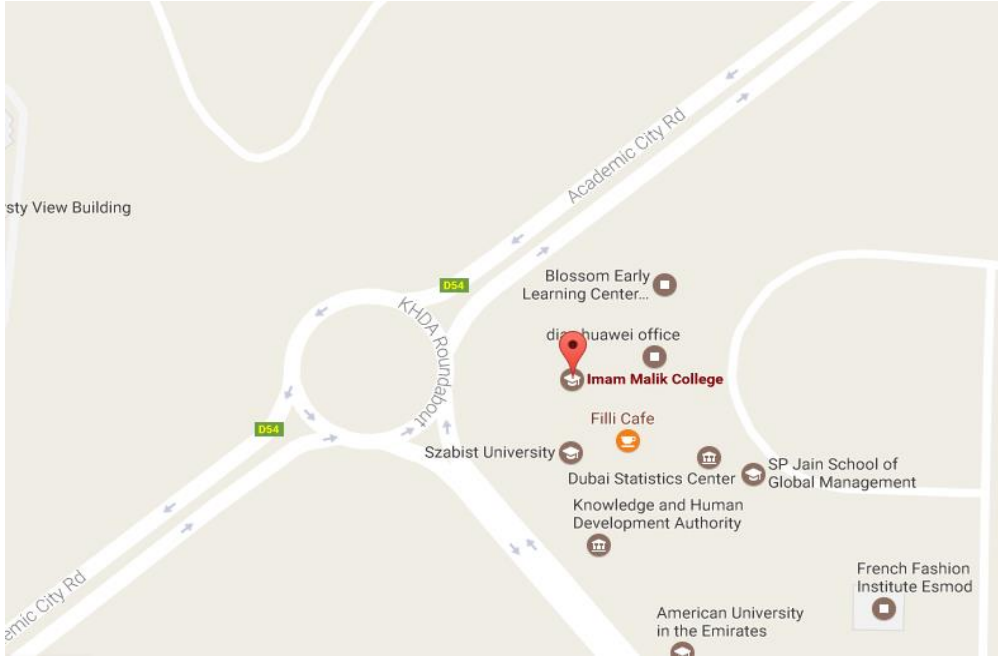 Academic City Rd
sty View Building
D54
Blossom Early
Learning Center...
KHDA Roundabout
huawei office
Imam Malik College
Filli Cafe
D54
Szabist University
Dubai Statistics Center
SP Jain School of
Global Management
Knowledge and Human
Development Authority
emic City Rd
French Fashion
Institute Esmod
American University
in the Emirates